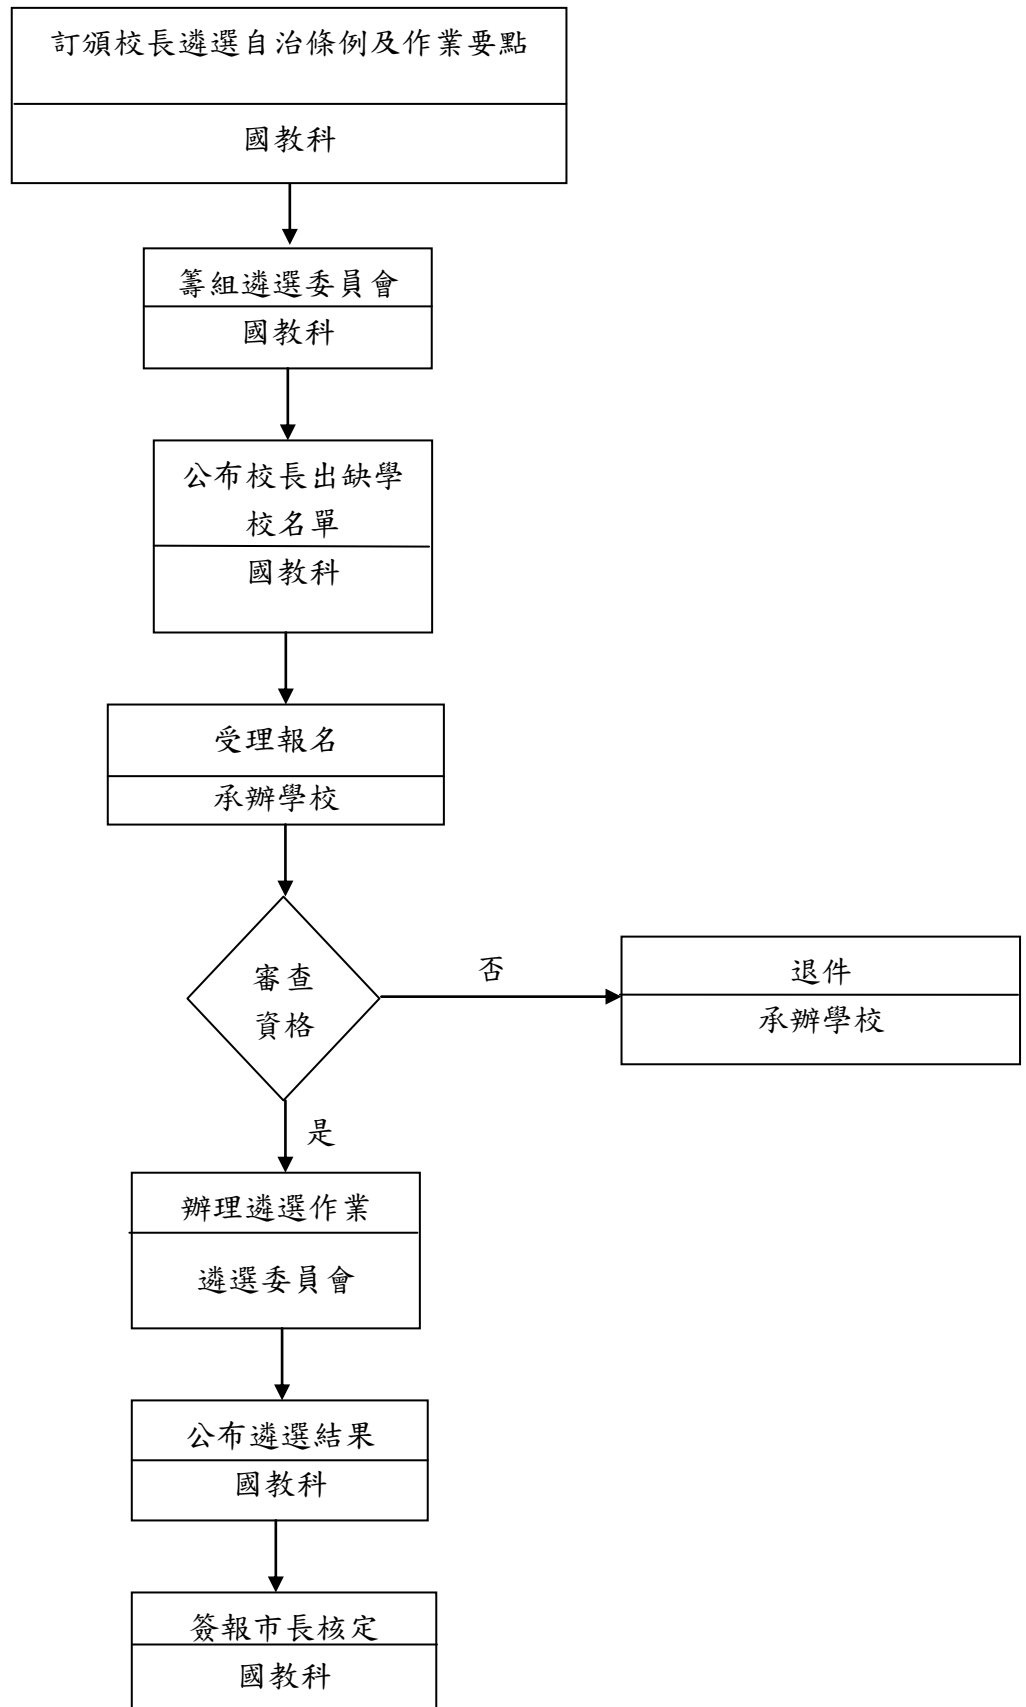 訂頒校長遴選自治條例及作業要點
國教科
籌組遴選委員會
國教科
公布校長出缺學
校名單
國教科
受理報名
承辦學校
審查
資格
否
退件
承辦學校
是
辦理遴選作業
遴選委員會
公布遴選結果
國教科
簽報市長核定
國教科